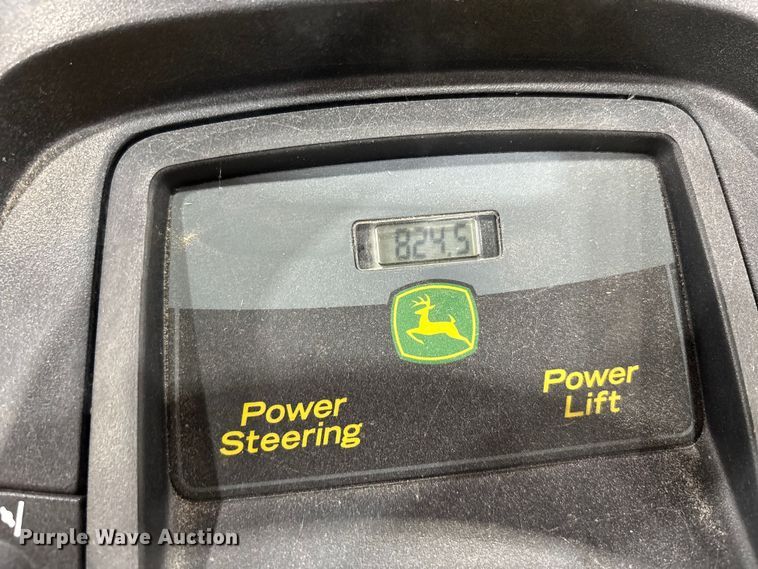 824.5
Power
Steering
Power
Lift
Purple Wave Auction